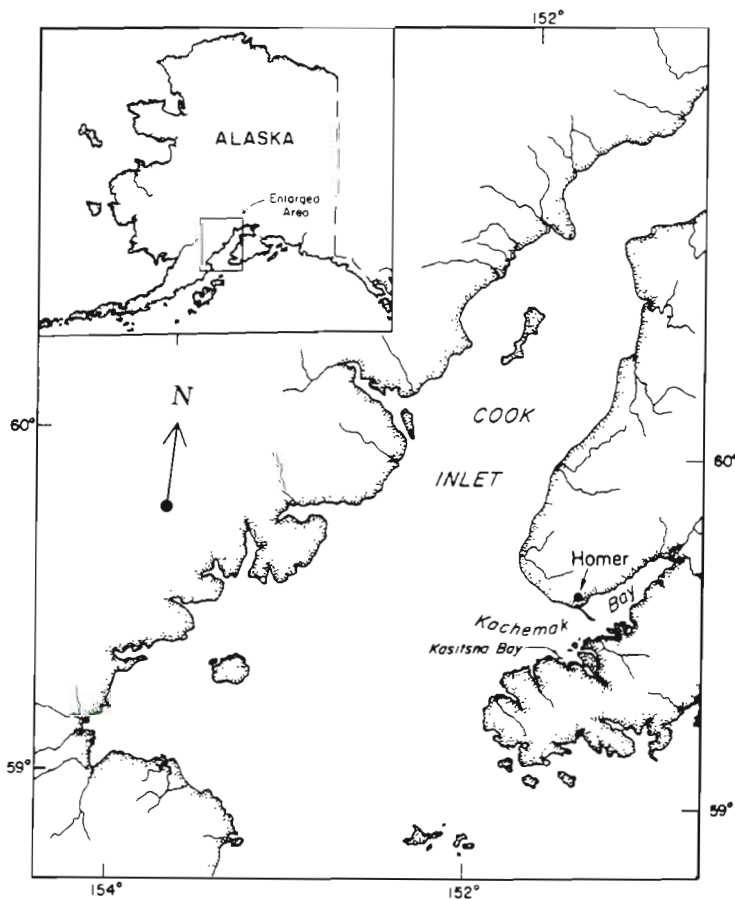 152°
ALASKA
Enlarged
Area
N
60°
COOK
60°
INLET
Homer
Bay
Kachemak
Kasitsna Bay
59°
59°
154°
152°